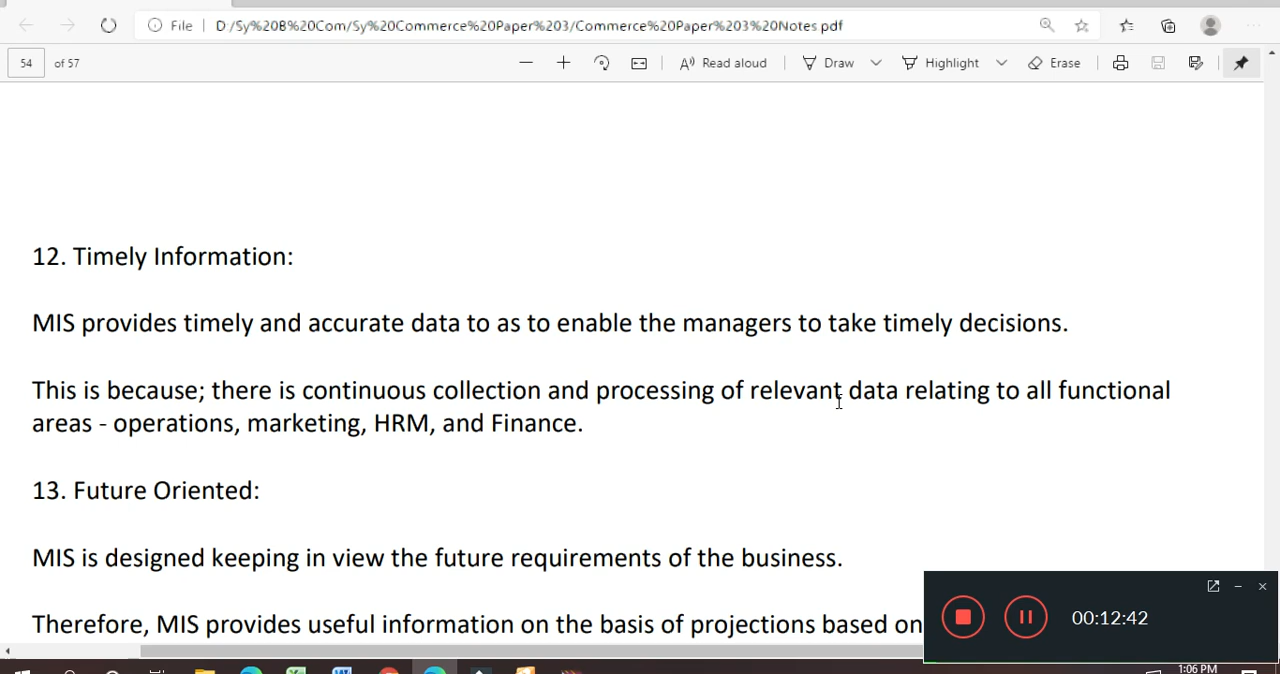 File
D:/Sy%20B%20Com/Sy%20Commerce%20Paper%203/Commerce%20Paper%203%20Notes pdf
54 of 57
Read aloud
Draw
Highlight
Erase
12. Timely Information:
MIS provides timely and accurate data to as to enable the managers to take timely decisions.
This is because; there is continuous collection and processing of relevant data relating to all functional
areas - operations, marketing, HRM, and Finance.
13. Future Oriented:
MIS is designed keeping in view the future requirements of the business.
Therefore, MIS provides useful information on the basis of projections based on
00:12:42
1:06 PM